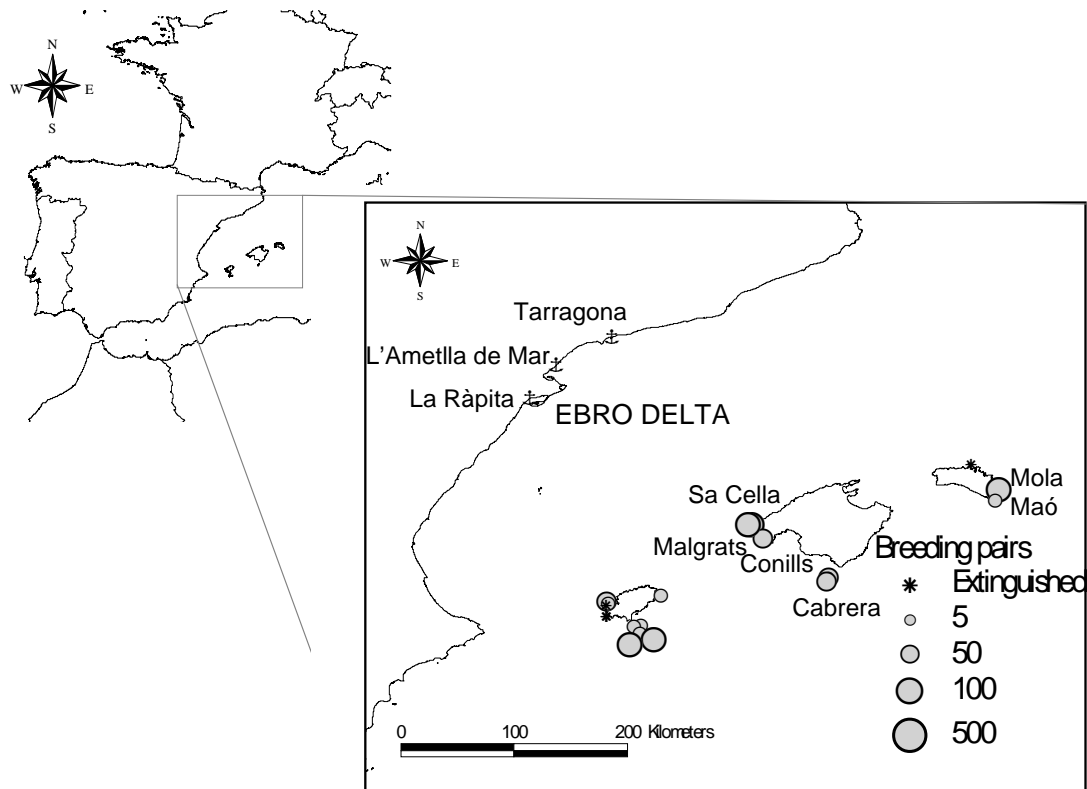 N
W E
S
N
W E
S
Tarragona
L'Ametlla de Mar
La Ràpita
EBRO DELTA
Mola
Sa Cella
Maó
Malgrats
Conills
Cabrera
Breeding pairs
Extinguished
5
50
100
500
0 100 200 Kilometers